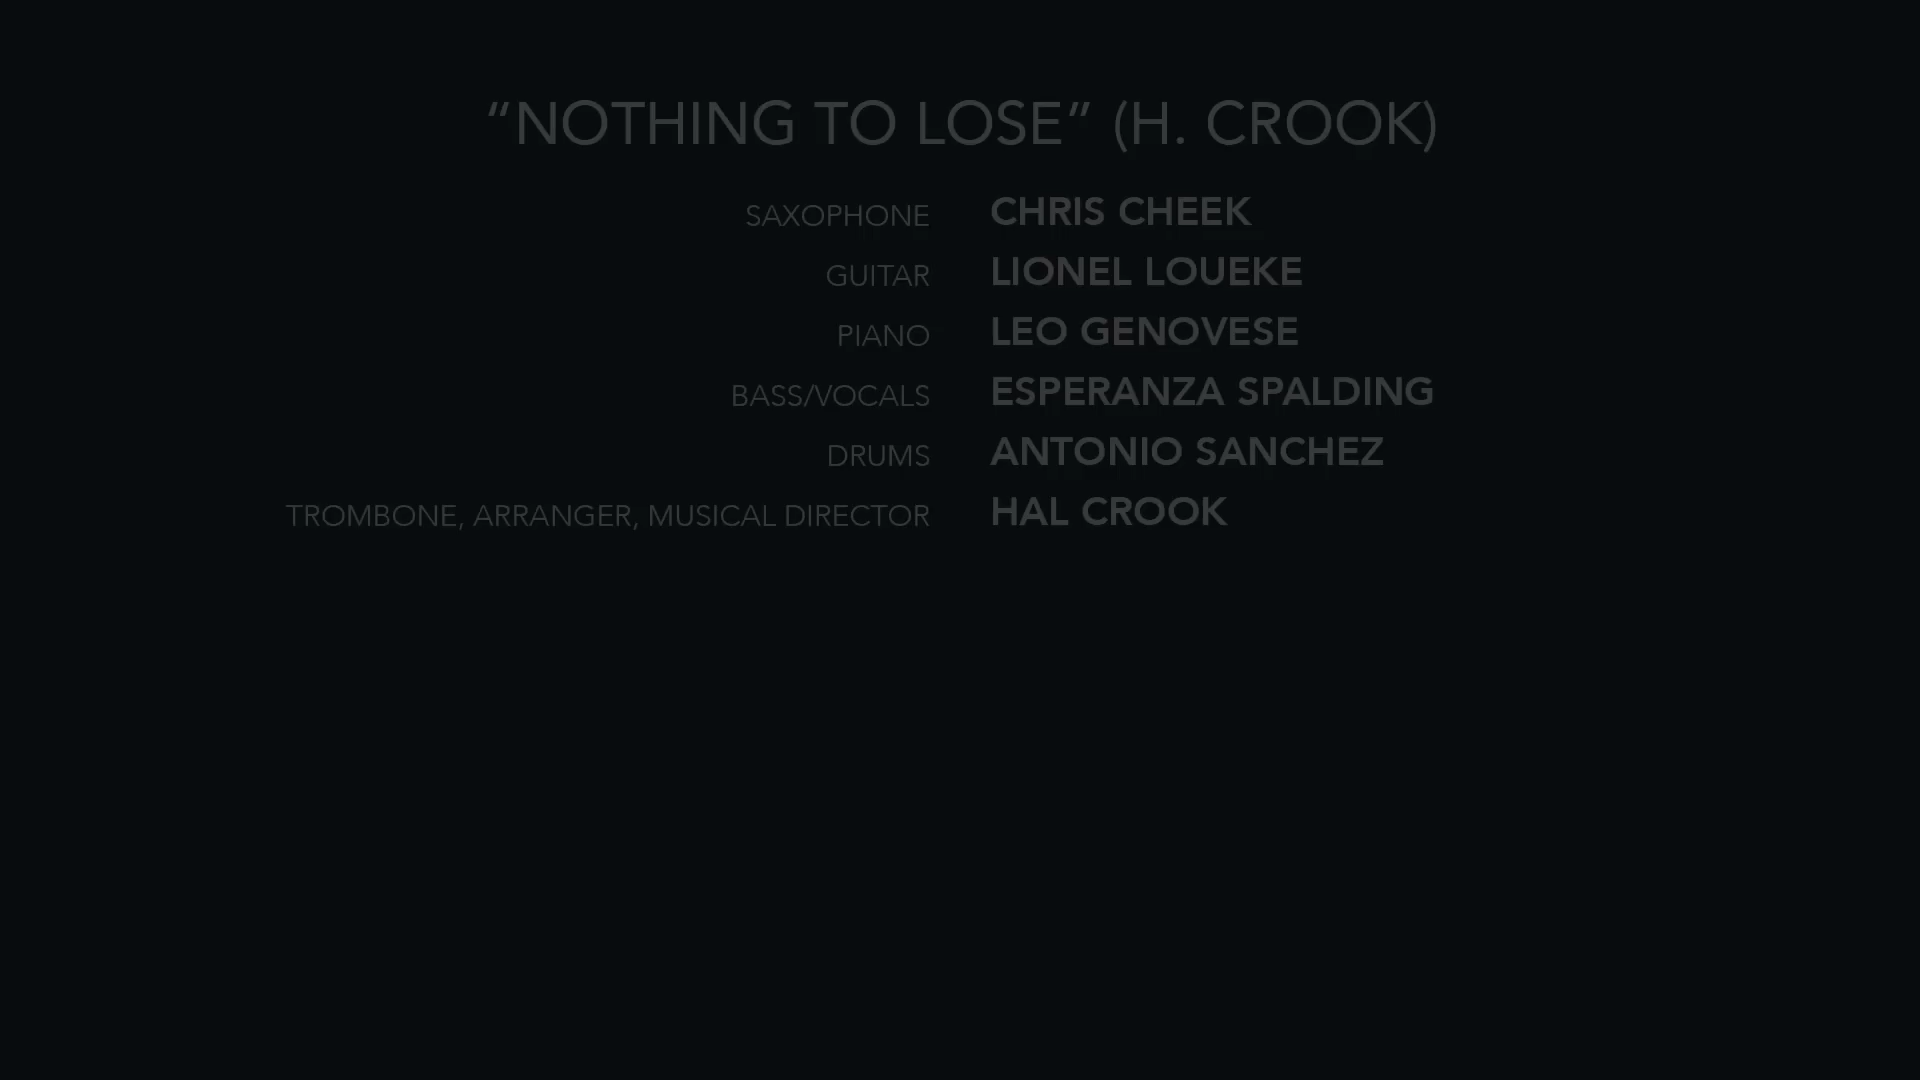 “NOTHING TO LOSE” (H. CROOK)
SAXOPHONE CHRIS CHEEK
GUITAR LIONEL LOUEKE
PIANO LEO GENOVESE
BASS/VOCALS ESPERANZA SPALDING
DRUMS ANTONIO SANCHEZ
TROMBONE, ARRANGER, MUSICAL DIRECTOR HAL CROOK